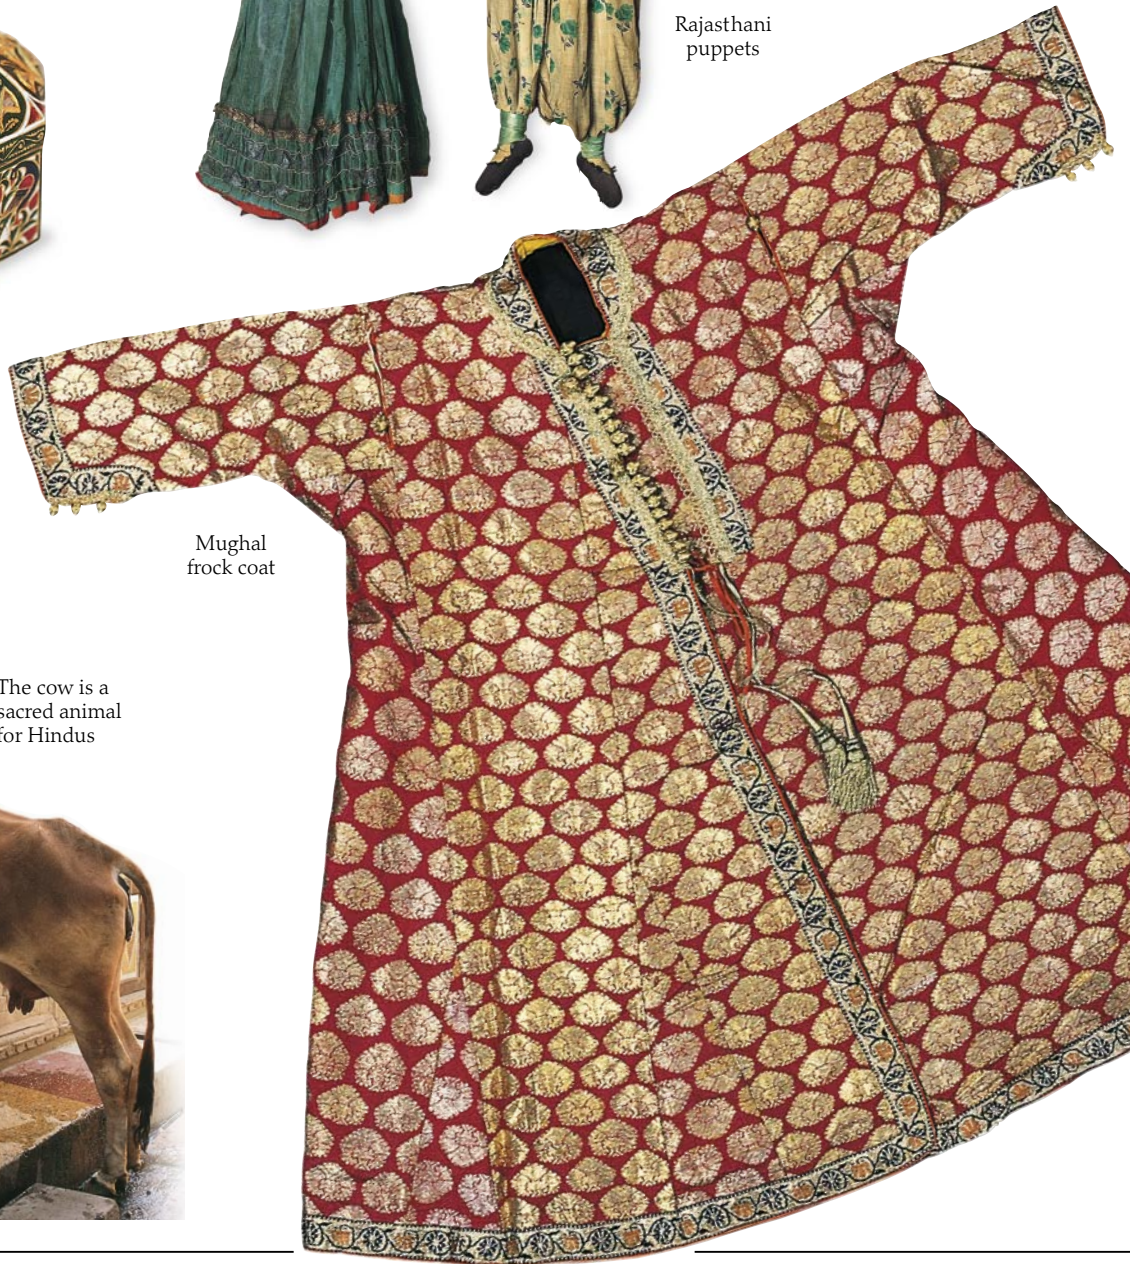 Rajasthani
puppets
Mughal
frock coat
The cow is a
sacred animal
for Hindus